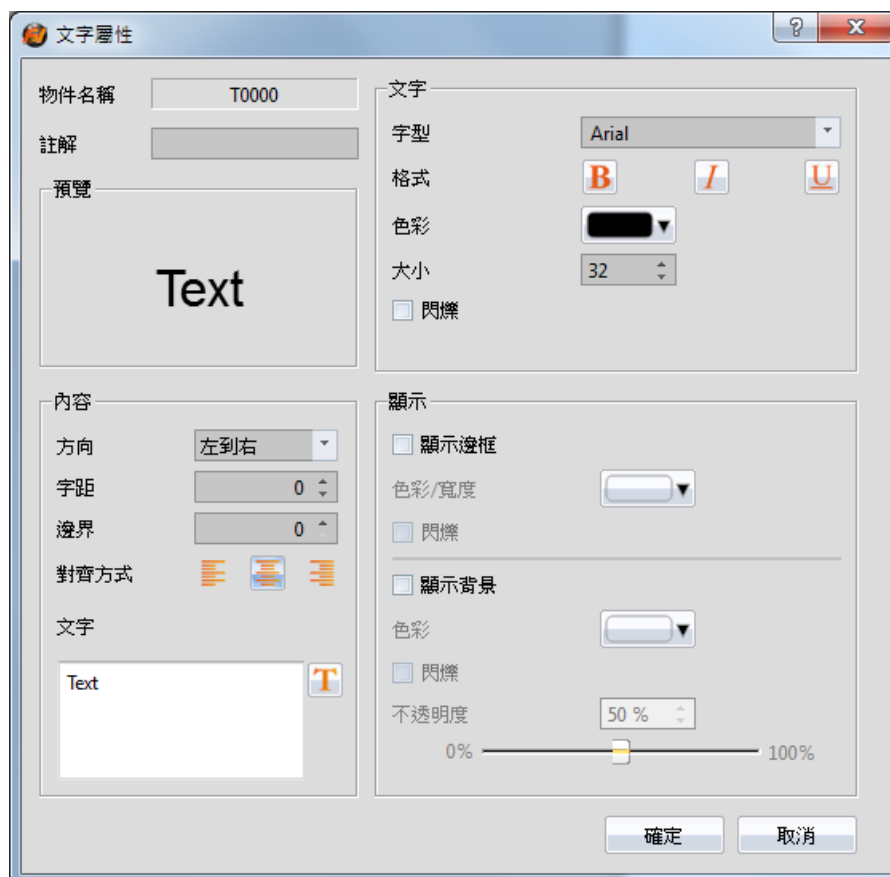 文字屬性
物件名稱 T0000
註解
預覽
Text
文字
字型 Arial
格式 B I U
色彩
大小 32
閃爍
內容
方向 左到右
字距 0
邊界 0
對齊方式
文字
Text
T
顯示
顯示邊框
色彩/寬度
閃爍
顯示背景
色彩
閃爍
不透明度 50 %
0% 100%
確定 取消